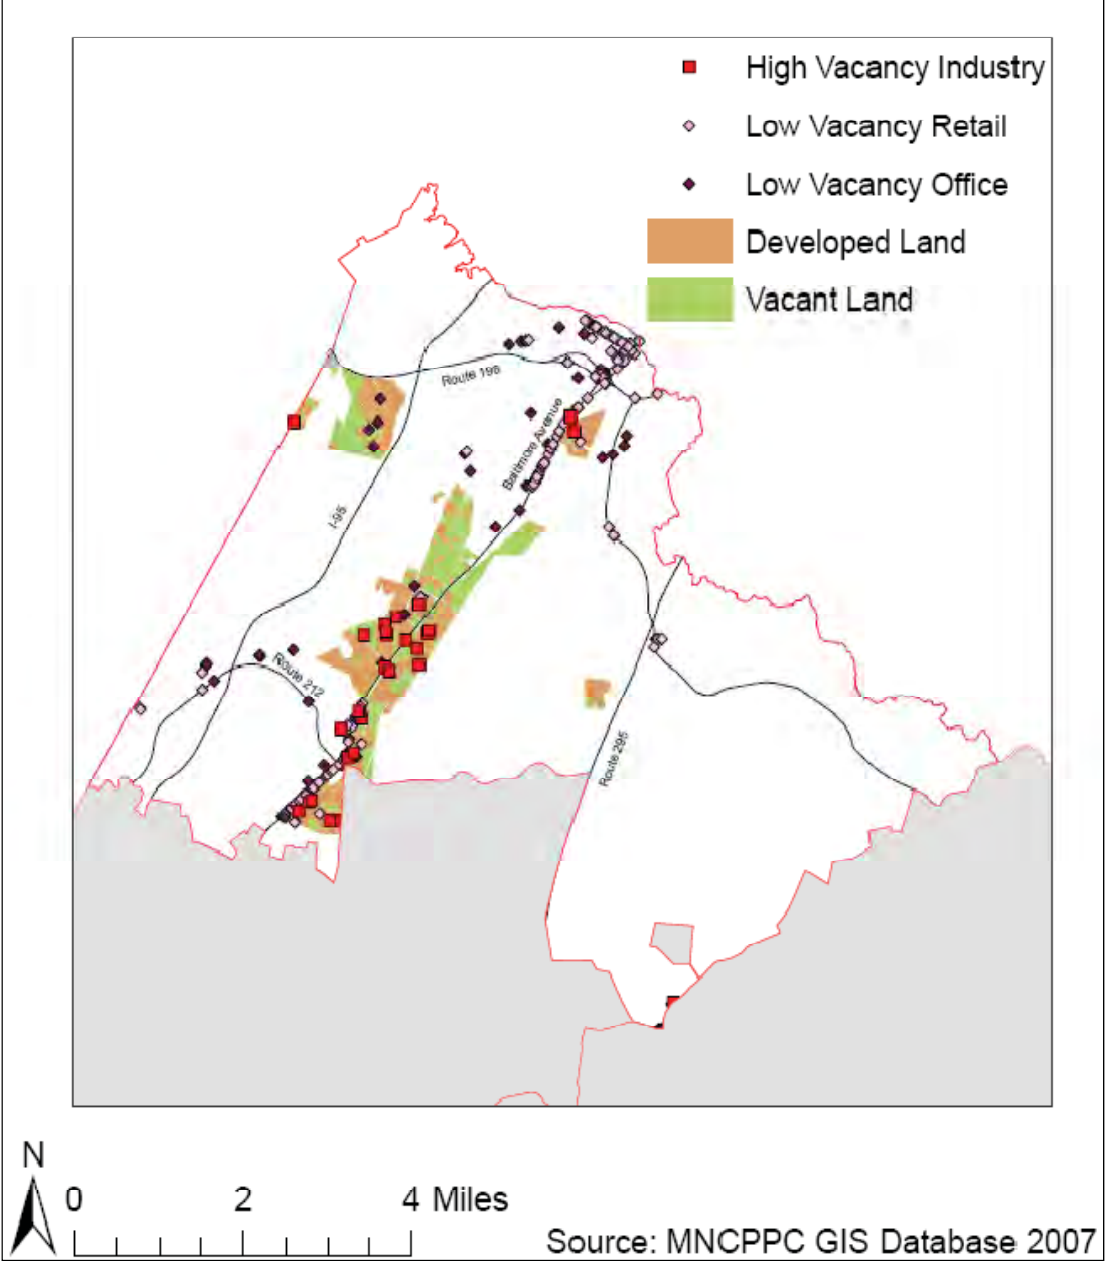 High Vacancy Industry
Low Vacancy Retail
Low Vacancy Office
Developed Land
Vacant Land
Route 198
Baltimore Avenue
I-95
Route 212
Route 295
N
0 2 4 Miles
Source: MNCPPC GIS Database 2007